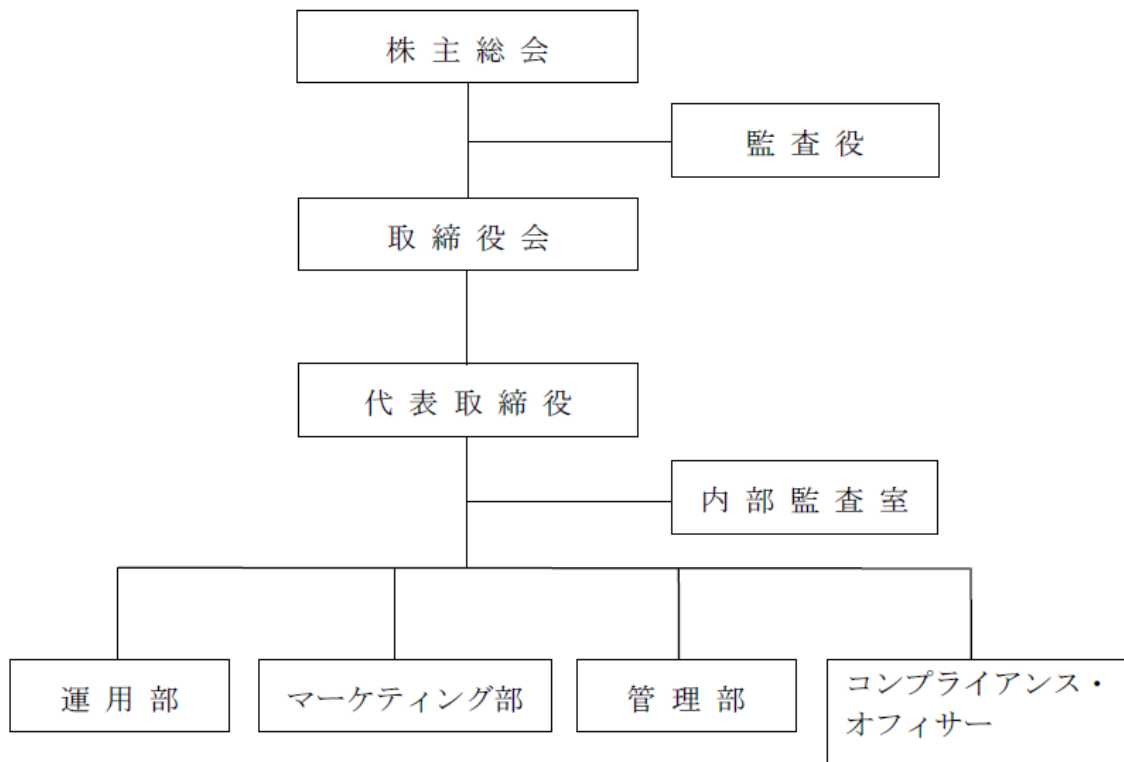 株主総会
監査役
取締役会
代表取締役
内部監査室
運用部
マーケティング部
管理部
コンプライアンス・
オフィサー